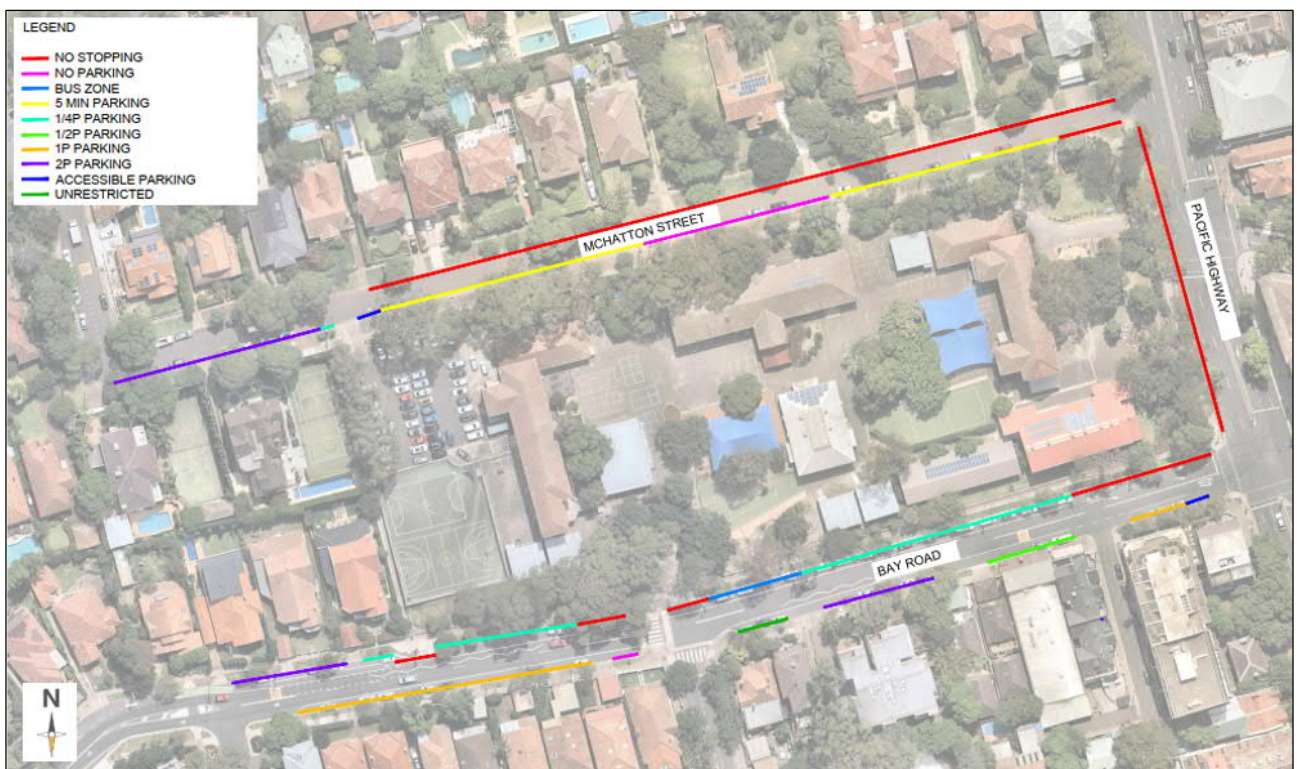 LEGEND
NO STOPPING
NO PARKING
BUS ZONE
5 MIN PARKING
1/4P PARKING
1/2P PARKING
1P PARKING
2P PARKING
ACCESSIBLE PARKING
UNRESTRICTED
MCHATTON STREET
PACIFIC HIGHWAY
BAY ROAD
N